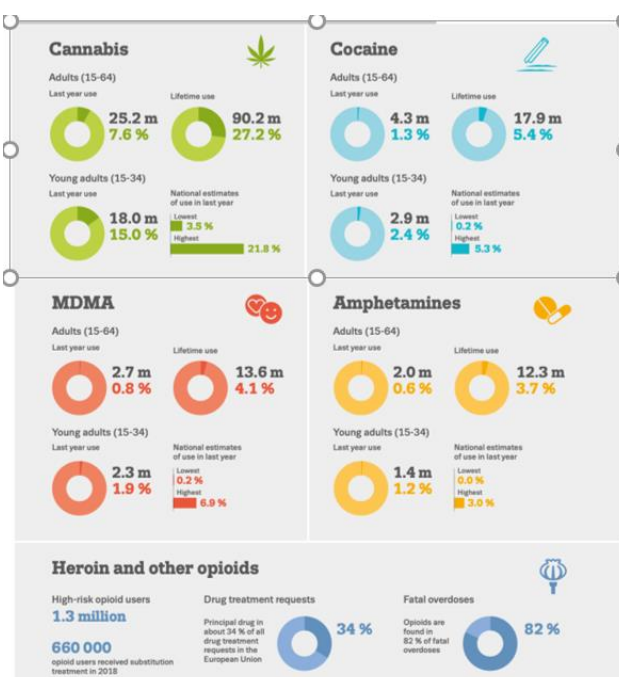 Cannabis
Adults (15-64)
Last year use
25.2 m
7.6 %
Lifetime use
90.2 m
27.2 %
Young adults (15-34)
Last year use
18.0 m
15.0 %
National estimates
of use in last year
Lowest
3.5 %
Highest
21.8 %
Cocaine
Adults (15-64)
Last year use
4.3 m
1.3 %
Lifetime use
17.9 m
5.4 %
Young adults (15-34)
Last year use
2.9 m
2.4 %
National estimates
of use in last year
Lowest
0.2 %
Highest
5.3 %
MDMA
Adults (15-64)
Last year use
2.7 m
0.8 %
Lifetime use
13.6 m
4.1 %
Young adults (15-34)
Last year use
2.3 m
1.9 %
National estimates
of use in last year
Lowest
0.2 %
Highest
6.9 %
Amphetamines
Adults (15-64)
Last year use
2.0 m
0.6 %
Lifetime use
12.3 m
3.7 %
Young adults (15-34)
Last year use
1.4 m
1.2 %
National estimates
of use in last year
Lowest
0.0 %
Highest
3.0 %
Heroin and other opioids
High-risk opioid users
1.3 million
660 000
opioid users received substitution
treatment in 2018
Drug treatment requests
Principal drug in
about 34 % of all
drug treatment
requests in the
European Union
34 %
Fatal overdoses
Opioids are
found in
82 % of fatal
overdoses
82 %